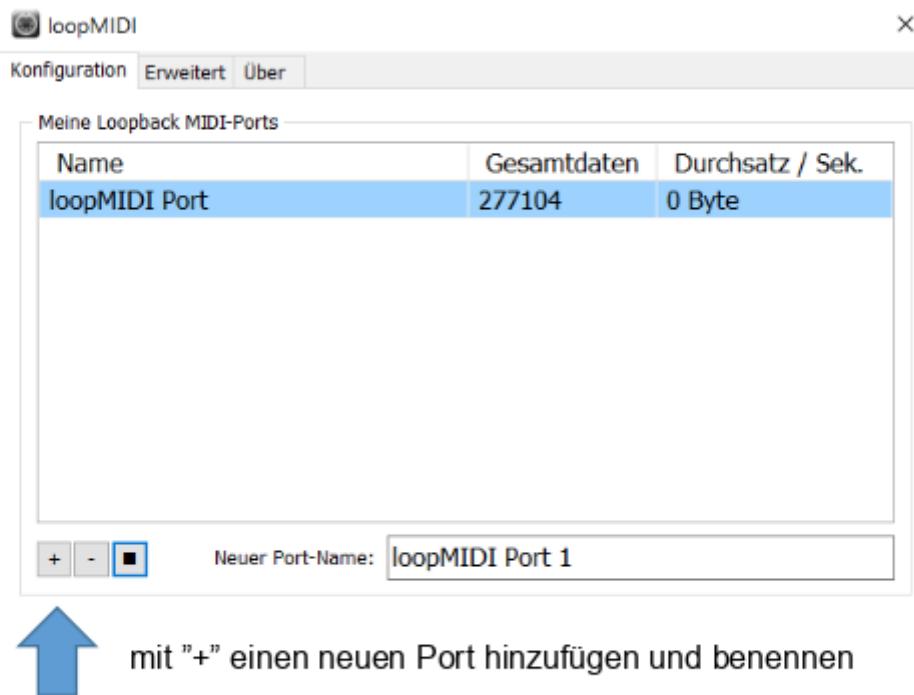 loopMIDI
Konfiguration Erweitert Über
Meine Loopback MIDI-Ports
Name Gesamtdaten Durchsatz / Sek.
loopMIDI Port 277104 0 Byte
+ - Neuer Port-Name: loopMIDI Port 1
mit "+" einen neuen Port hinzufügen und benennen